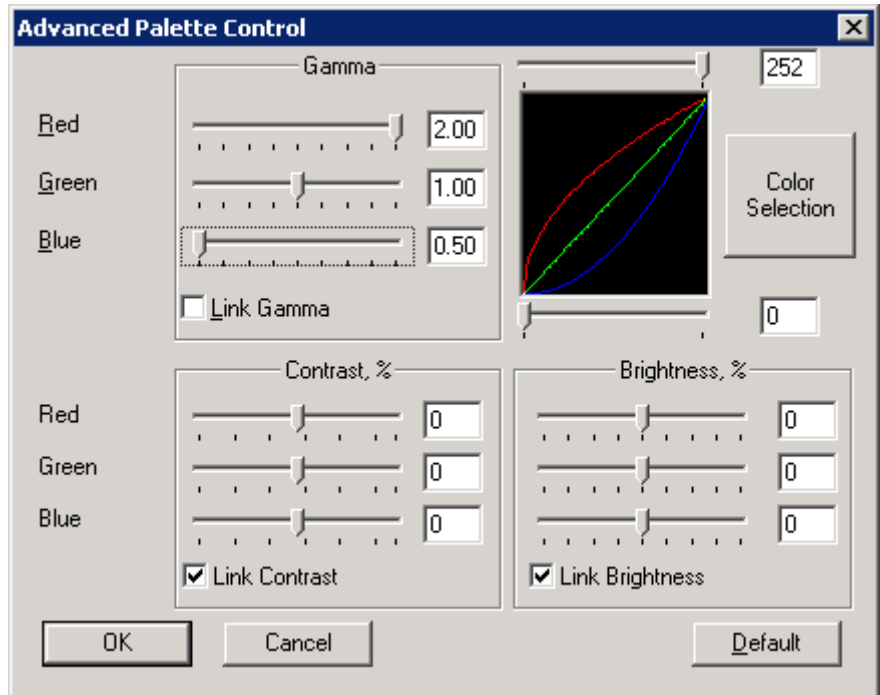 Advanced Palette Control
Gamma
252
Red
2.00
Green
1.00
Color
Selection
Blue
0.50
Link Gamma
0
Contrast, %
Brightness, %
Red
0
0
Green
0
0
Blue
0
0
Link Contrast
Link Brightness
OK
Cancel
Default